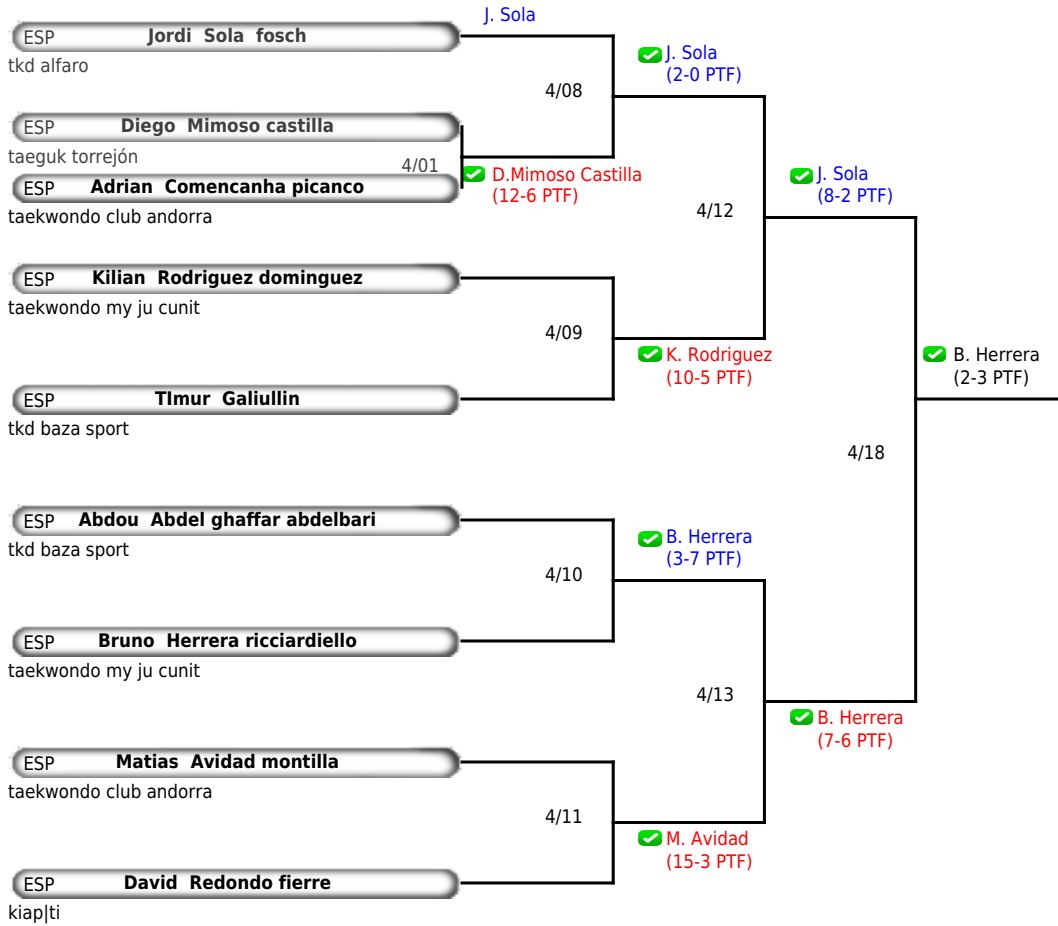 J. Sola
ESP Jordi Sola fosch
tkd alfaro
J. Sola
(2-0 PTF)
4/08
ESP Diego Mimoso castilla
taeguk torrejón
4/01
D.Mimoso Castilla
(12-6 PTF)
ESP Adrian Comencanha picanco
taekwondo club andorra
J. Sola
(8-2 PTF)
4/12
ESP Kilian Rodriguez dominguez
taekwondo my ju cunit
4/09
K. Rodriguez
(10-5 PTF)
B. Herrera
(2-3 PTF)
ESP TImur Galiullin
tkd baza sport
4/18
ESP Abdou Abdel ghaffar abdelbari
tkd baza sport
B. Herrera
(3-7 PTF)
4/10
ESP Bruno Herrera ricciardiello
taekwondo my ju cunit
4/13
B. Herrera
(7-6 PTF)
ESP Matias Avidad montilla
taekwondo club andorra
4/11
M. Avidad
(15-3 PTF)
ESP David Redondo fierre
kiap|ti